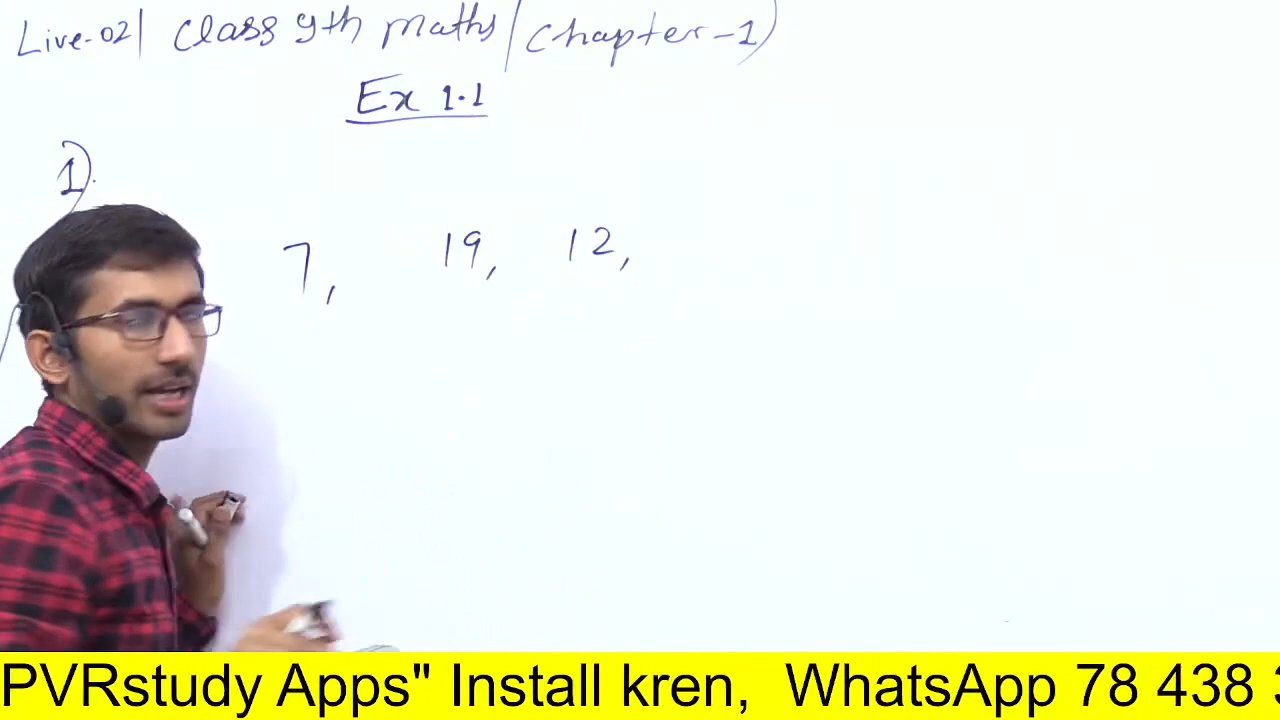 Live-02| Class 9th maths/(Chapter-1)
Ex 1.1
1).
7, 19, 12,
PVRstudy Apps" Install kren, WhatsApp 78 438